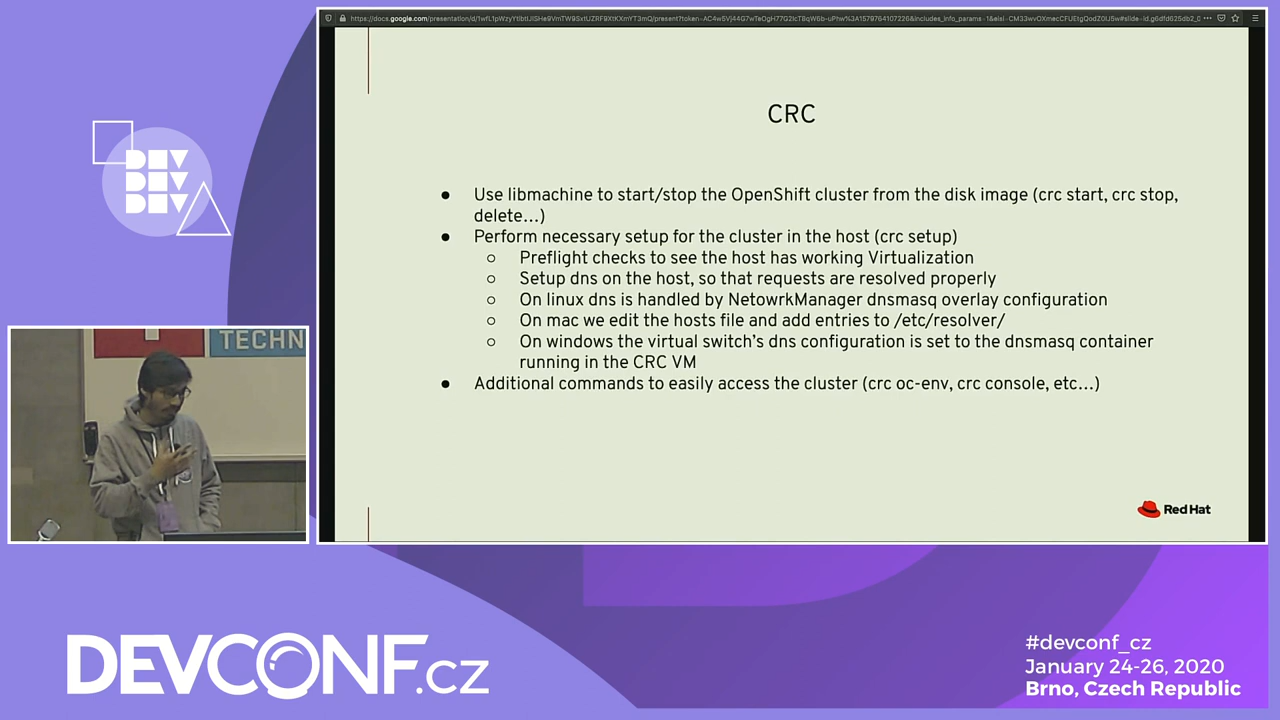 CRC
● Use libmachine to start/stop the OpenShift cluster from the disk image (crc start, crc stop,
delete…)
● Perform necessary setup for the cluster in the host (crc setup)
○ Preflight checks to see the host has working Virtualization
○ Setup dns on the host, so that requests are resolved properly
○ On linux dns is handled by NetowrkManager dnsmasq overlay configuration
○ On mac we edit the hosts file and add entries to /etc/resolver/
○ On windows the virtual switch's dns configuration is set to the dnsmasq container
running in the CRC VM
● Additional commands to easily access the cluster (crc oc-env, crc console, etc…)
Red Hat
DEV
DEV
DEV
TECHN
DEVCONF.cz
#devconf_cz
January 24-26, 2020
Brno, Czech Republic